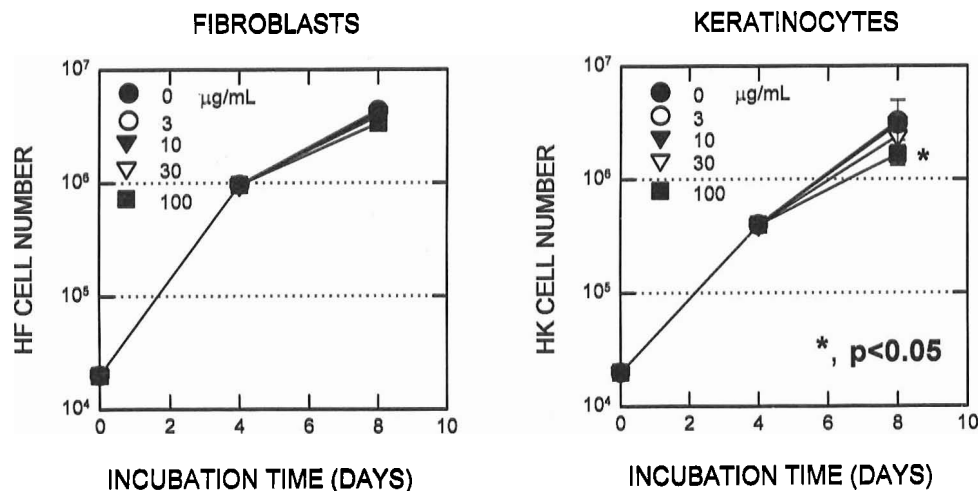 FIBROBLASTS
10⁷
10⁶
10⁵
10⁴
HF CELL NUMBER
0 μg/mL
3
10
30
100
0 2 4 6 8 10
INCUBATION TIME (DAYS)
KERATINOCYTES
10⁷
10⁶
10⁵
10⁴
HK CELL NUMBER
0 μg/mL
3
10
30
100
*
*, p<0.05
0 2 4 6 8 10
INCUBATION TIME (DAYS)